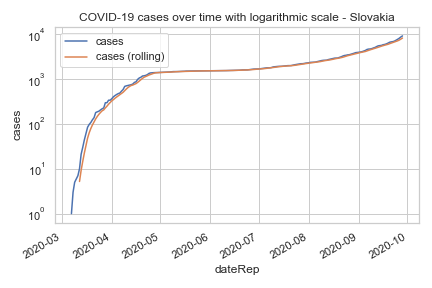 COVID-19 cases over time with logarithmic scale - Slovakia
cases
cases (rolling)
10⁴
10³
10²
10¹
10⁰
cases
2020-03
2020-04
2020-05
2020-06
2020-07
2020-08
2020-09
2020-10
dateRep